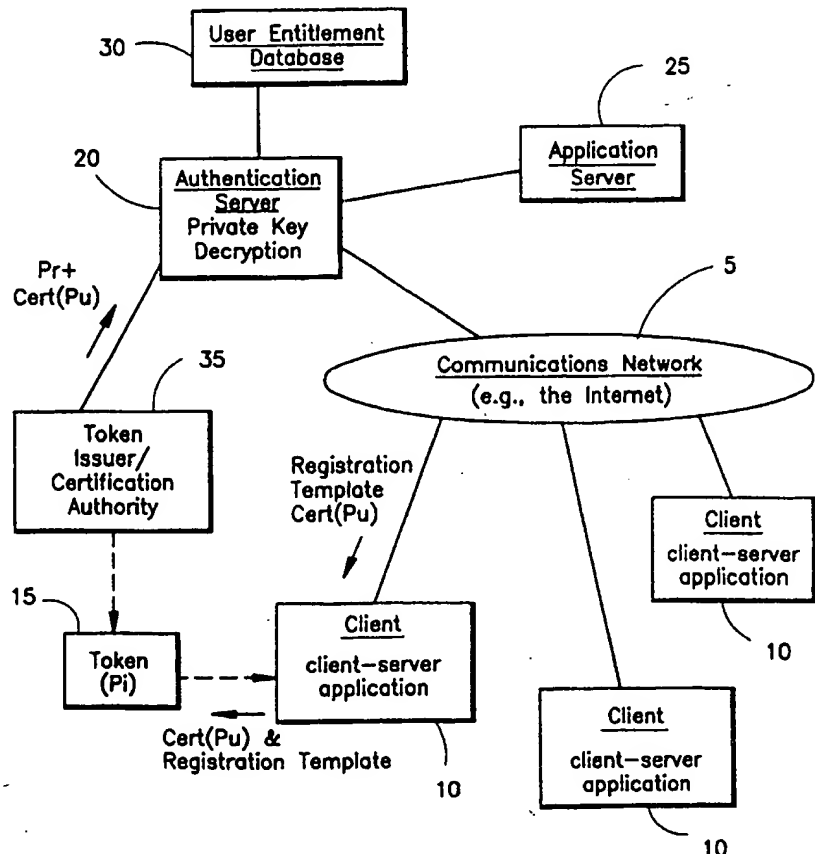 30
User Entitlement
Database
25
20
Authentication
Server
Private Key
Decryption
Application
Server
Pr+
Cert(Pu)
5
35
Communications Network
(e.g., the Internet)
Token
Issuer/
Certification
Authority
Registration
Template
Cert(Pu)
Client
client-server
application
10
15
Token
(Pi)
Client
client-server
application
Cert(Pu) &
Registration Template
10
Client
client-server
application
10